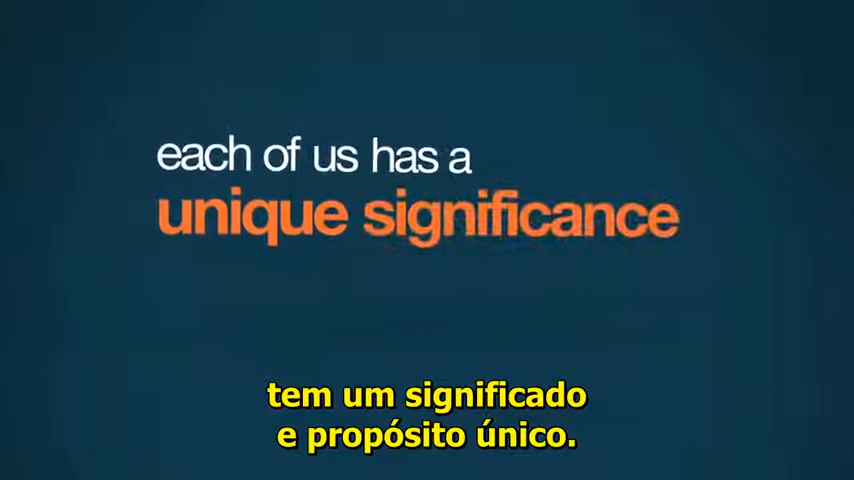 each of us has a
unique significance
tem um significado
e propósito único.